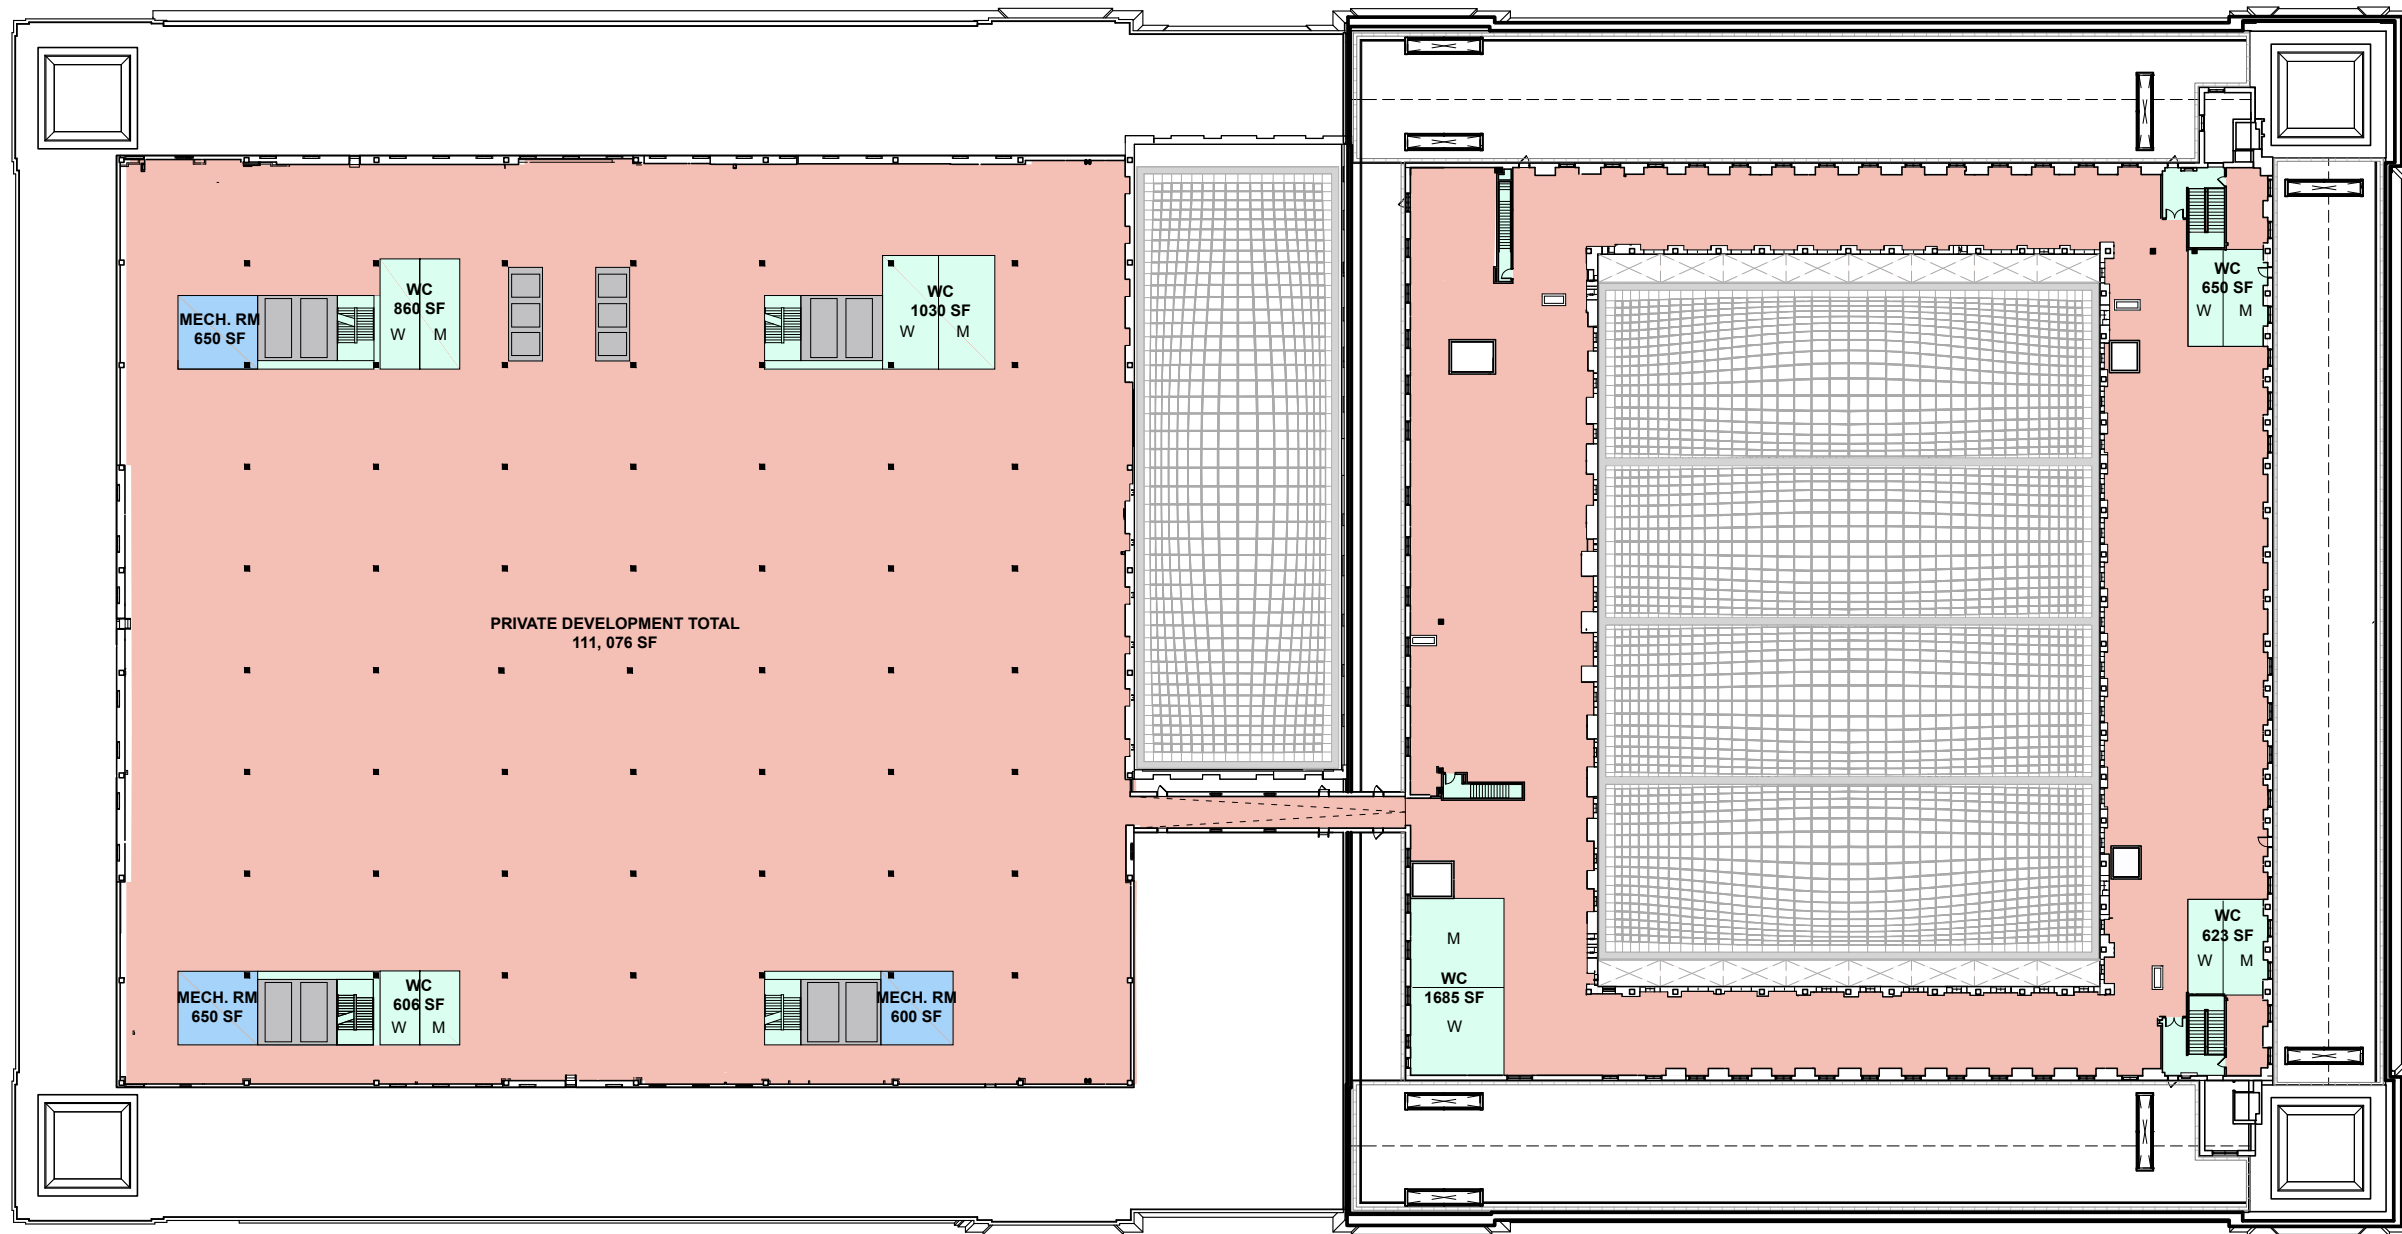 WC
860 SF
W M
MECH. RM
650 SF
WC
1030 SF
W M
WC
650 SF
W M
PRIVATE DEVELOPMENT TOTAL
111, 076 SF
MECH. RM
650 SF
WC
606 SF
W M
MECH. RM
600 SF
M
WC
1685 SF
W
WC
623 SF
W M